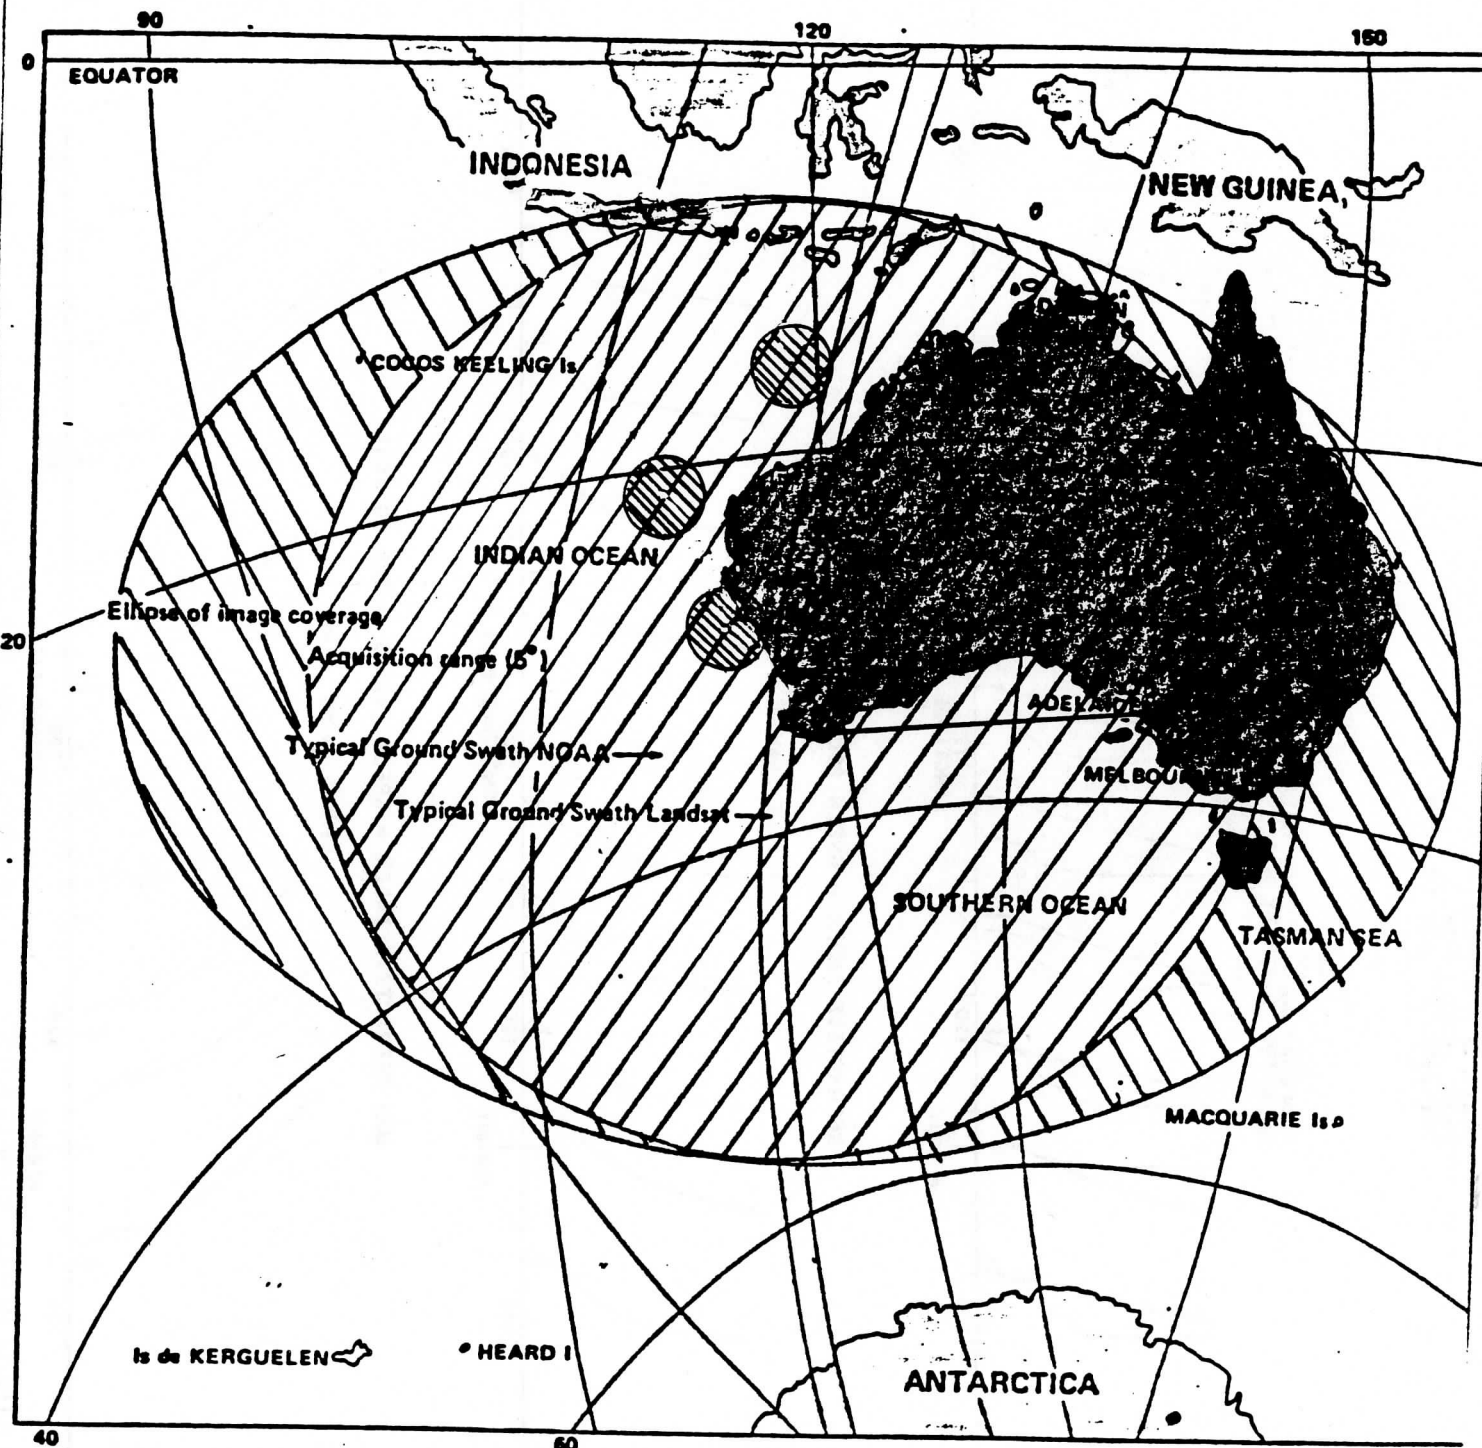 90
120
160
0
EQUATOR
INDONESIA
NEW GUINEA,
COCOS KEELING Is
INDIAN OCEAN
Ellipse of image coverage
20
Acquisition range (5°)
ADELAIDE
Typical Ground Swath NOAA
MELBOU
Typical Ground Swath Landsat
SOUTHERN OCEAN
TASMAN SEA
MACQUARIE Is
Is de KERGUELEN
HEARD I
ANTARCTICA
40
60